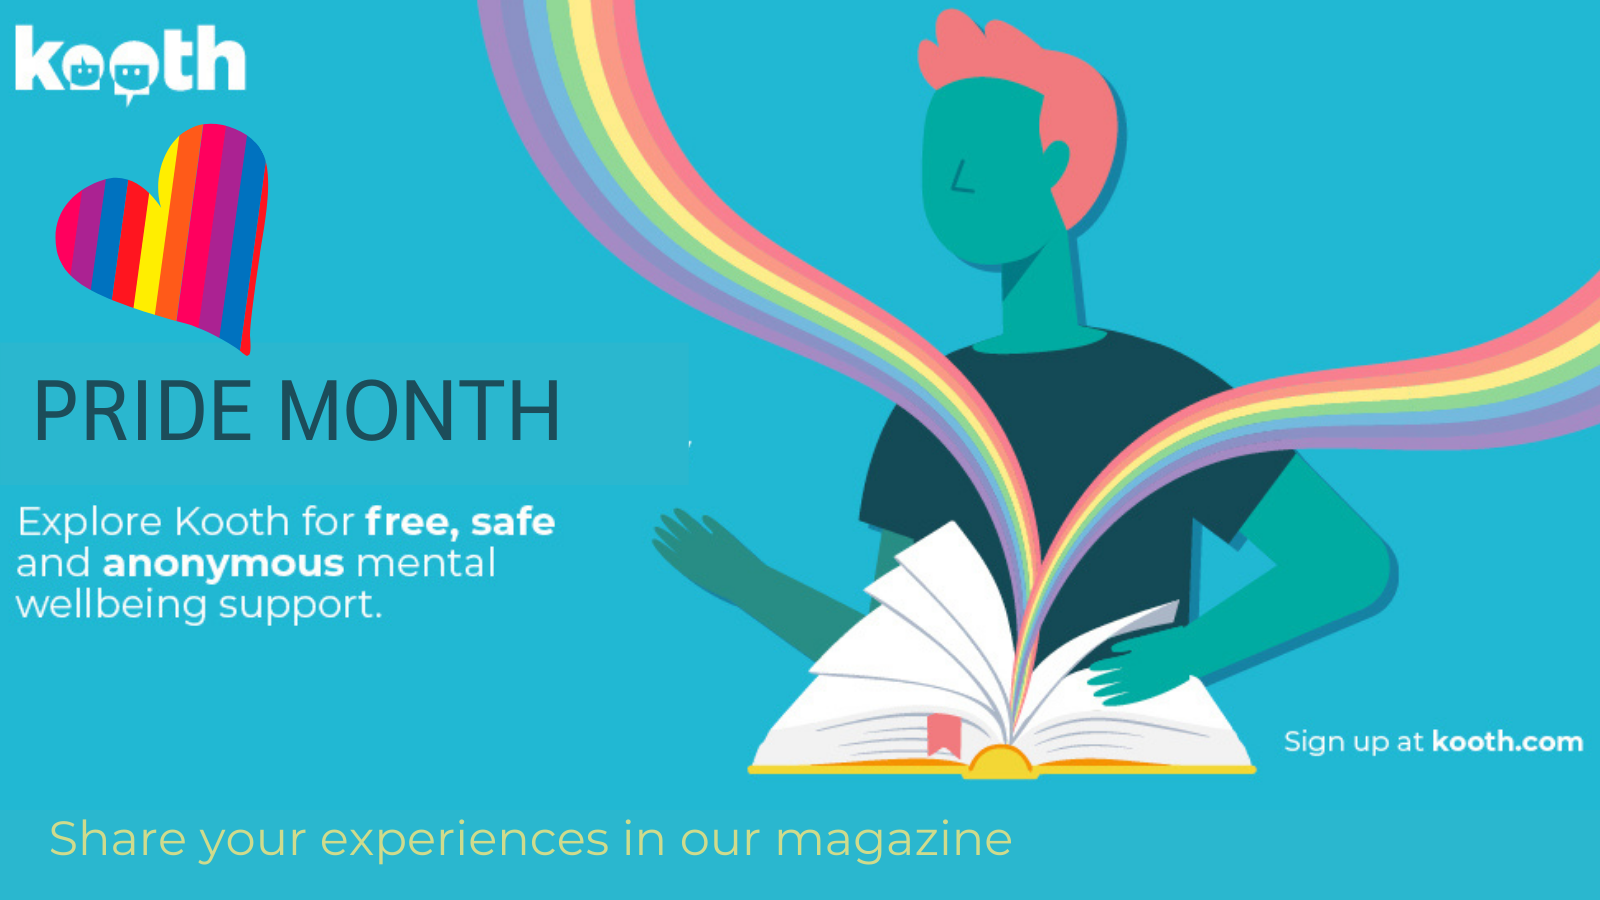 kooth
PRIDE MONTH
Explore Kooth for free, safe
and anonymous mental
wellbeing support.
Sign up at kooth.com
Share your experiences in our magazine